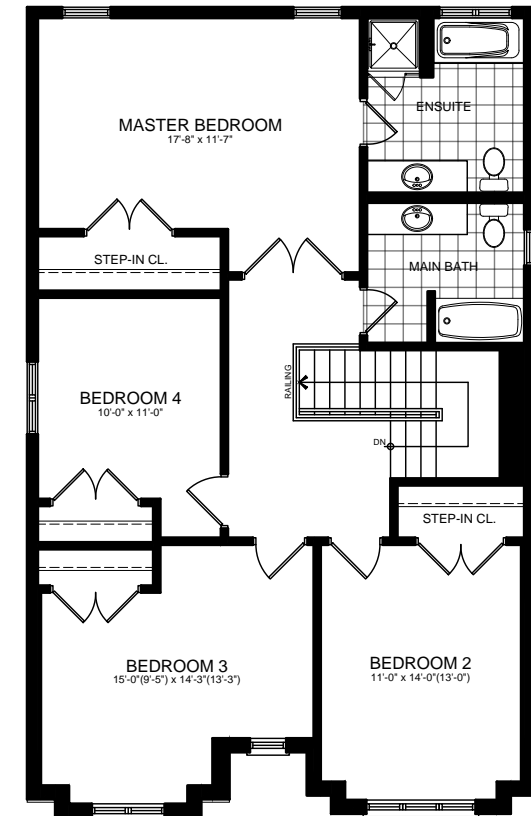 ENSUITE
MASTER BEDROOM
17'-8" x 11'-7"
STEP-IN CL.
MAIN BATH
RAILING
BEDROOM 4
10'-0" x 11'-0"
DN
STEP-IN CL.
BEDROOM 3
15'-0"(9'-5") x 14'-3"(13'-3")
BEDROOM 2
11'-0" x 14'-0"(13'-0")